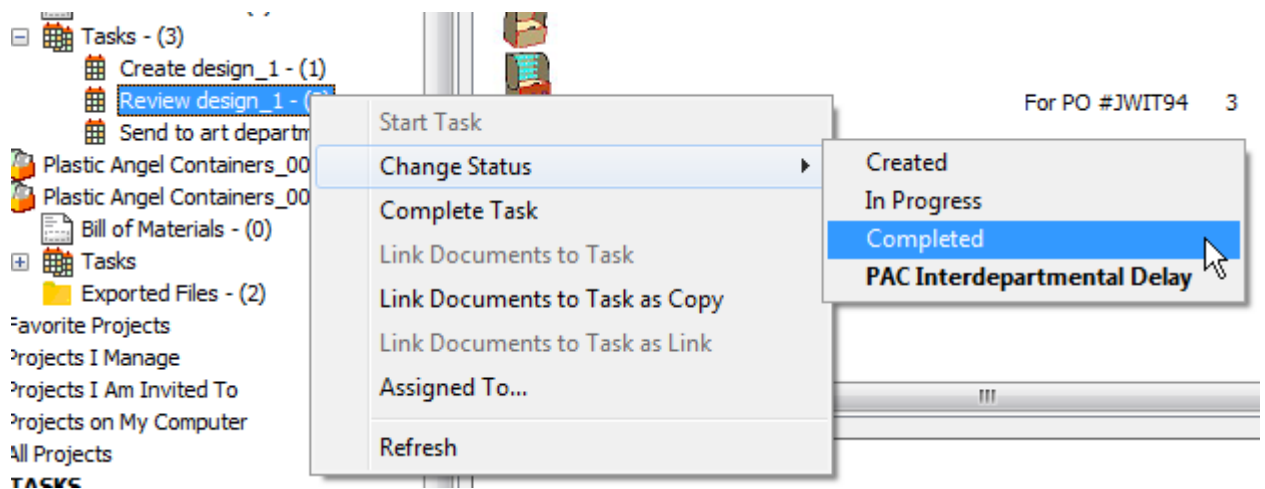 Tasks - (3)
Create design_1 - (1)
Review design_1 - (
Send to art departm
Plastic Angel Containers_00
Plastic Angel Containers_00
Bill of Materials - (0)
Tasks
Exported Files - (2)
Favorite Projects
Projects I Manage
Projects I Am Invited To
Projects on My Computer
All Projects
TASKS
Start Task
Change Status
Complete Task
Link Documents to Task
Link Documents to Task as Copy
Link Documents to Task as Link
Assigned To...
Refresh
For PO #JWIT94 3
Created
In Progress
Completed
PAC Interdepartmental Delay